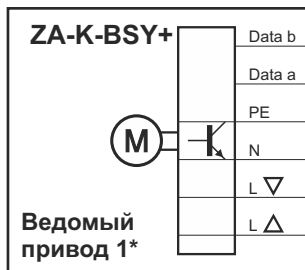 ZA-K-BSY+
Data b
Data a
PE
M
N
L ▽
L △
Ведомый
привод 1*